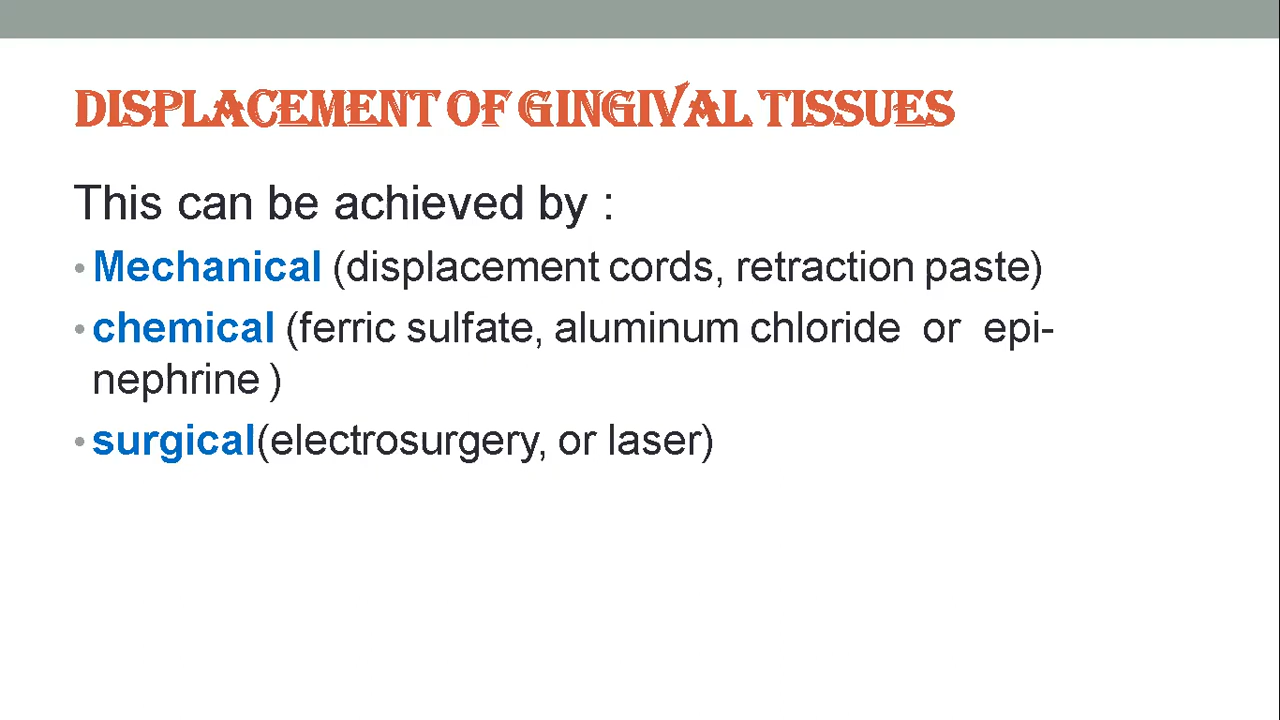 DISPLACEMENT OF GINGIVAL TISSUES
This can be achieved by :
• Mechanical (displacement cords, retraction paste)
• chemical (ferric sulfate, aluminum chloride or epi-
nephrine )
• surgical(electrosurgery, or laser)